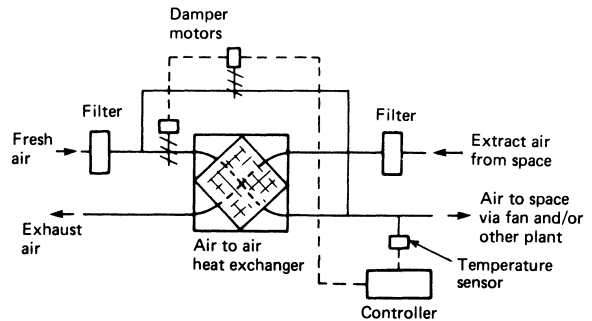 Damper
motors
Filter
Filter
Fresh
air
Extract air
from space
Exhaust
air
Air to air
heat exchanger
Air to space
via fan and/or
other plant
Temperature
sensor
Controller